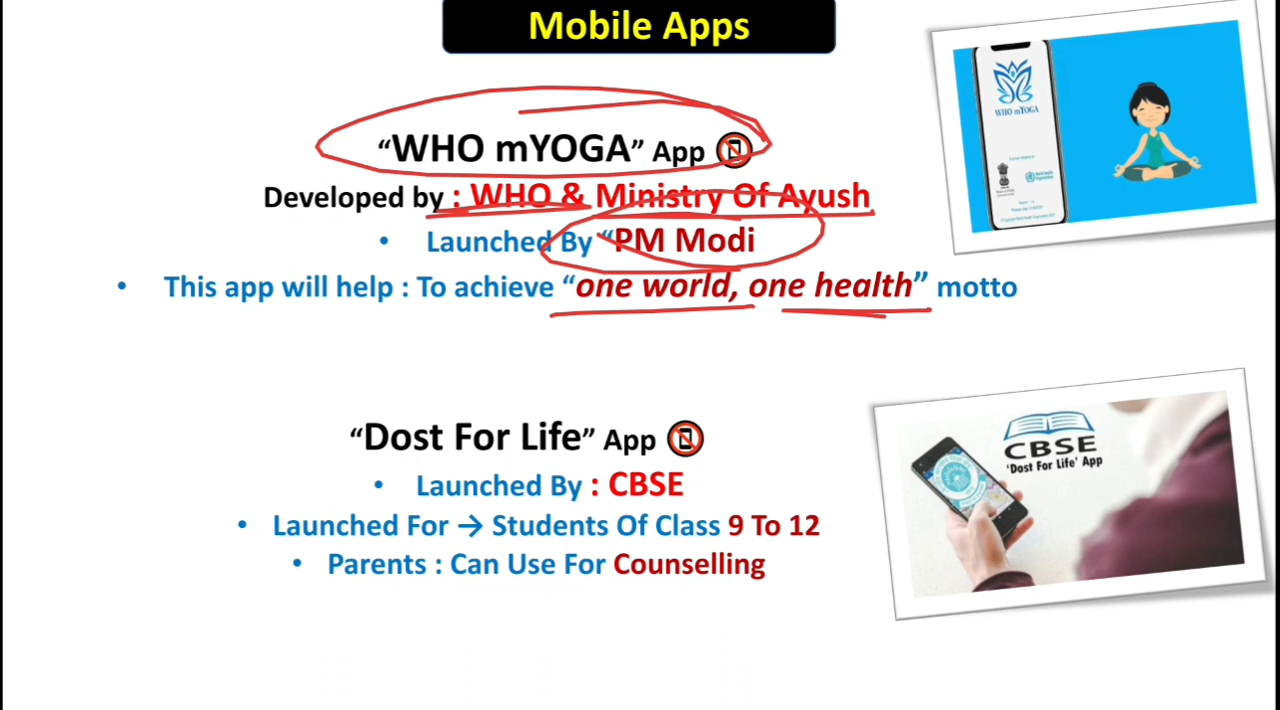 Mobile Apps
“WHO mYOGA” App
Developed by : WHO & Ministry Of Ayush
• Launched By “PM Modi
• This app will help : To achieve “one world, one health” motto
WHO mYOGA
“Dost For Life” App
• Launched By : CBSE
• Launched For → Students Of Class 9 To 12
• Parents : Can Use For Counselling
CBSE
'Dost For Life' App